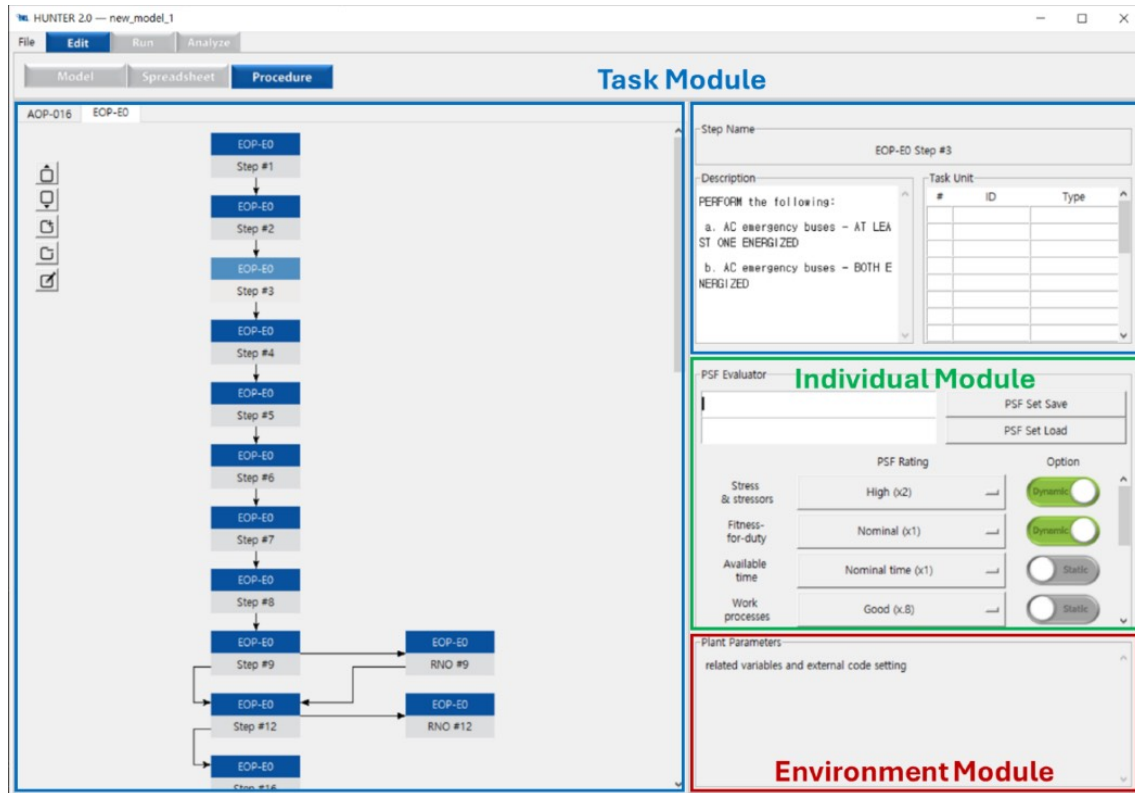 HUNTER 2.0 — new_model_1
File Edit Run Analyze
Model Spreadsheet Procedure
Task Module
AOP-016 EOP-E0
EOP-E0
Step #1
EOP-E0
Step #2
EOP-E0
Step #3
EOP-E0
Step #4
EOP-E0
Step #5
EOP-E0
Step #6
EOP-E0
Step #7
EOP-E0
Step #8
EOP-E0 EOP-E0
Step #9 RNO #9
EOP-E0 EOP-E0
Step #12 RNO #12
EOP-E0
Step #16
Step Name
EOP-E0 Step #3
Description
PERFORM the following:
a. AC emergency buses - AT LEA
ST ONE ENERGIZED
b. AC emergency buses - BOTH E
NERGIZED
Task Unit
# ID Type
PSF Evaluator
Individual Module
PSF Set Save
PSF Set Load
PSF Rating Option
Stress
& stressors High (x2) Dynamic
Fitness-
for-duty Nominal (x1) Dynamic
Available
time Nominal time (x1) Static
Work
processes Good (x.8) Static
Plant Parameters
related variables and external code setting
Environment Module